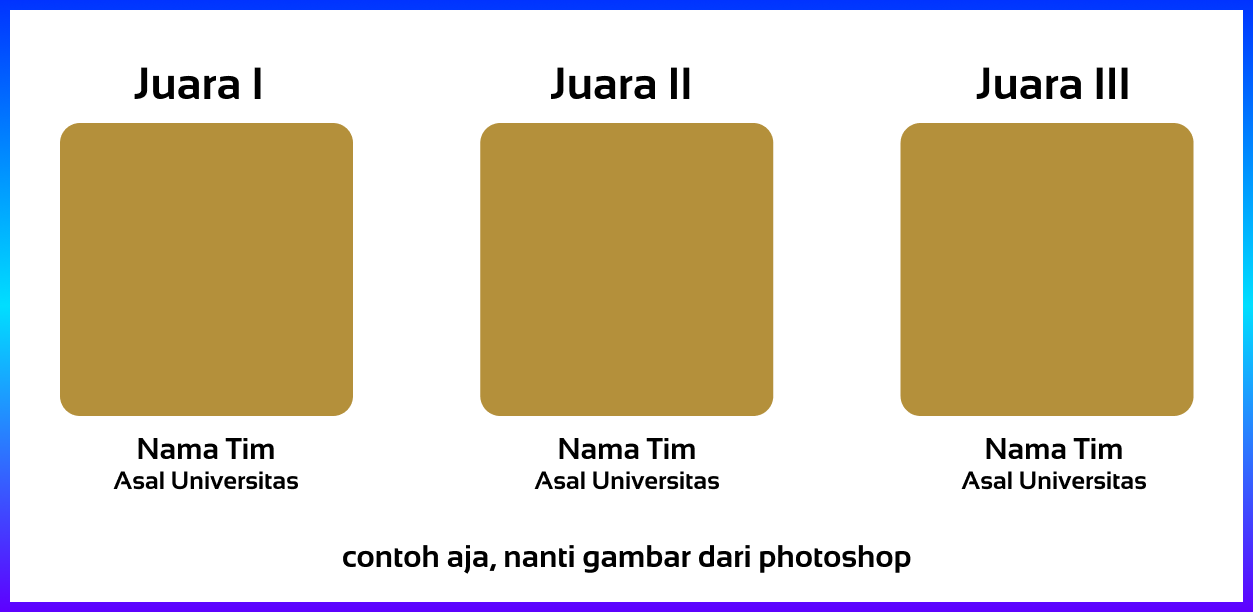 Juara I
Juara II
Juara III
Nama Tim
Asal Universitas
Nama Tim
Asal Universitas
Nama Tim
Asal Universitas
contoh aja, nanti gambar dari photoshop